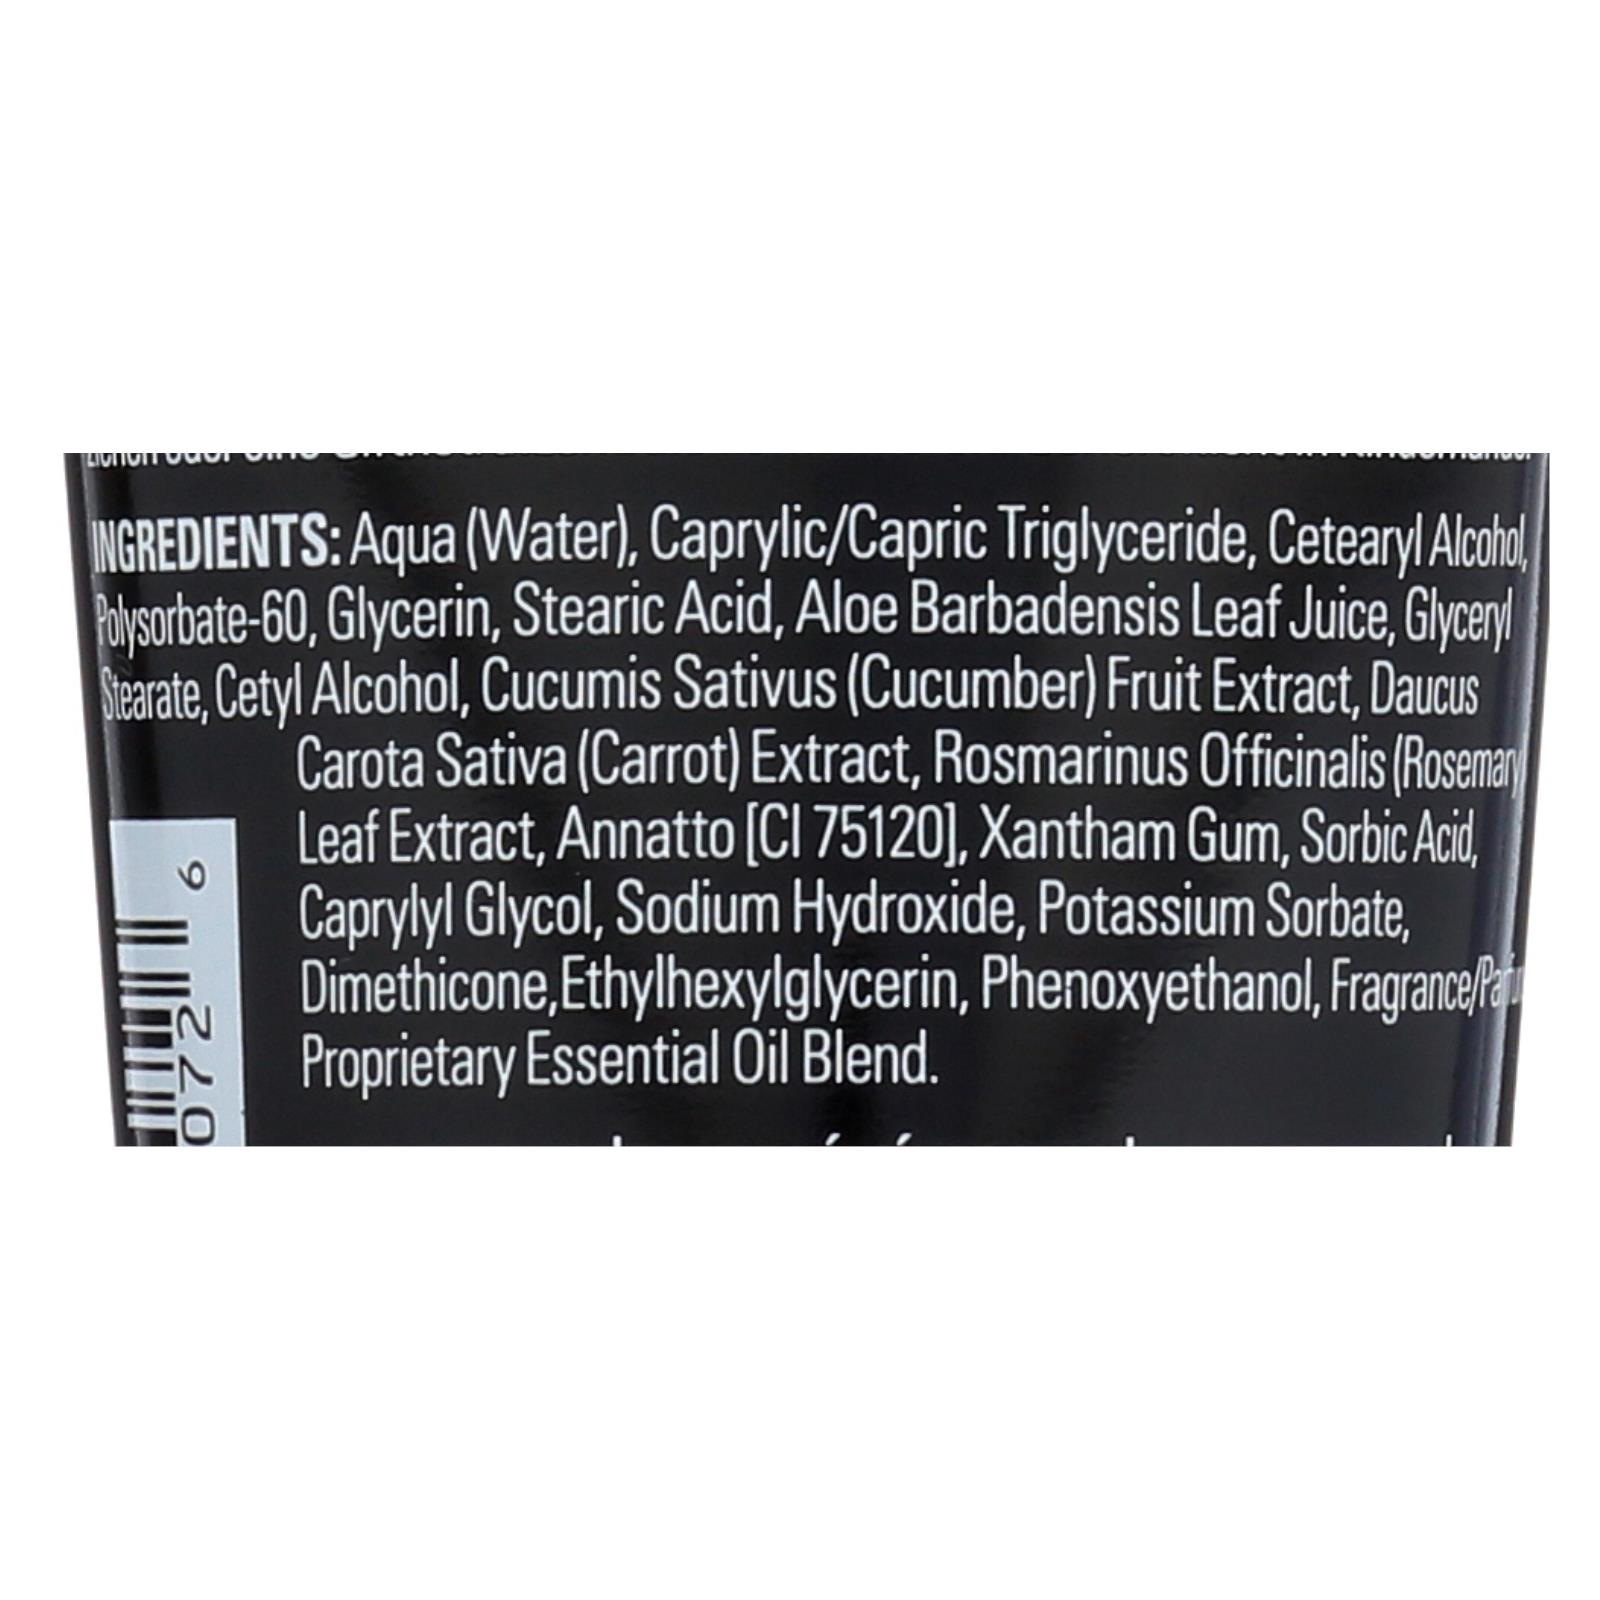 INGREDIENTS: Aqua (Water), Caprylic/Capric Triglyceride, Cetearyl Alcohol,
Polysorbate-60, Glycerin, Stearic Acid, Aloe Barbadensis Leaf Juice, Glyceryl
Stearate, Cetyl Alcohol, Cucumis Sativus (Cucumber) Fruit Extract, Daucus
Carota Sativa (Carrot) Extract, Rosmarinus Officinalis (Rosemary)
Leaf Extract, Annatto [CI 75120], Xantham Gum, Sorbic Acid,
Caprylyl Glycol, Sodium Hydroxide, Potassium Sorbate,
Dimethicone,Ethylhexylglycerin, Phenoxyethanol, Fragrance/Parfum
Proprietary Essential Oil Blend.
072 6